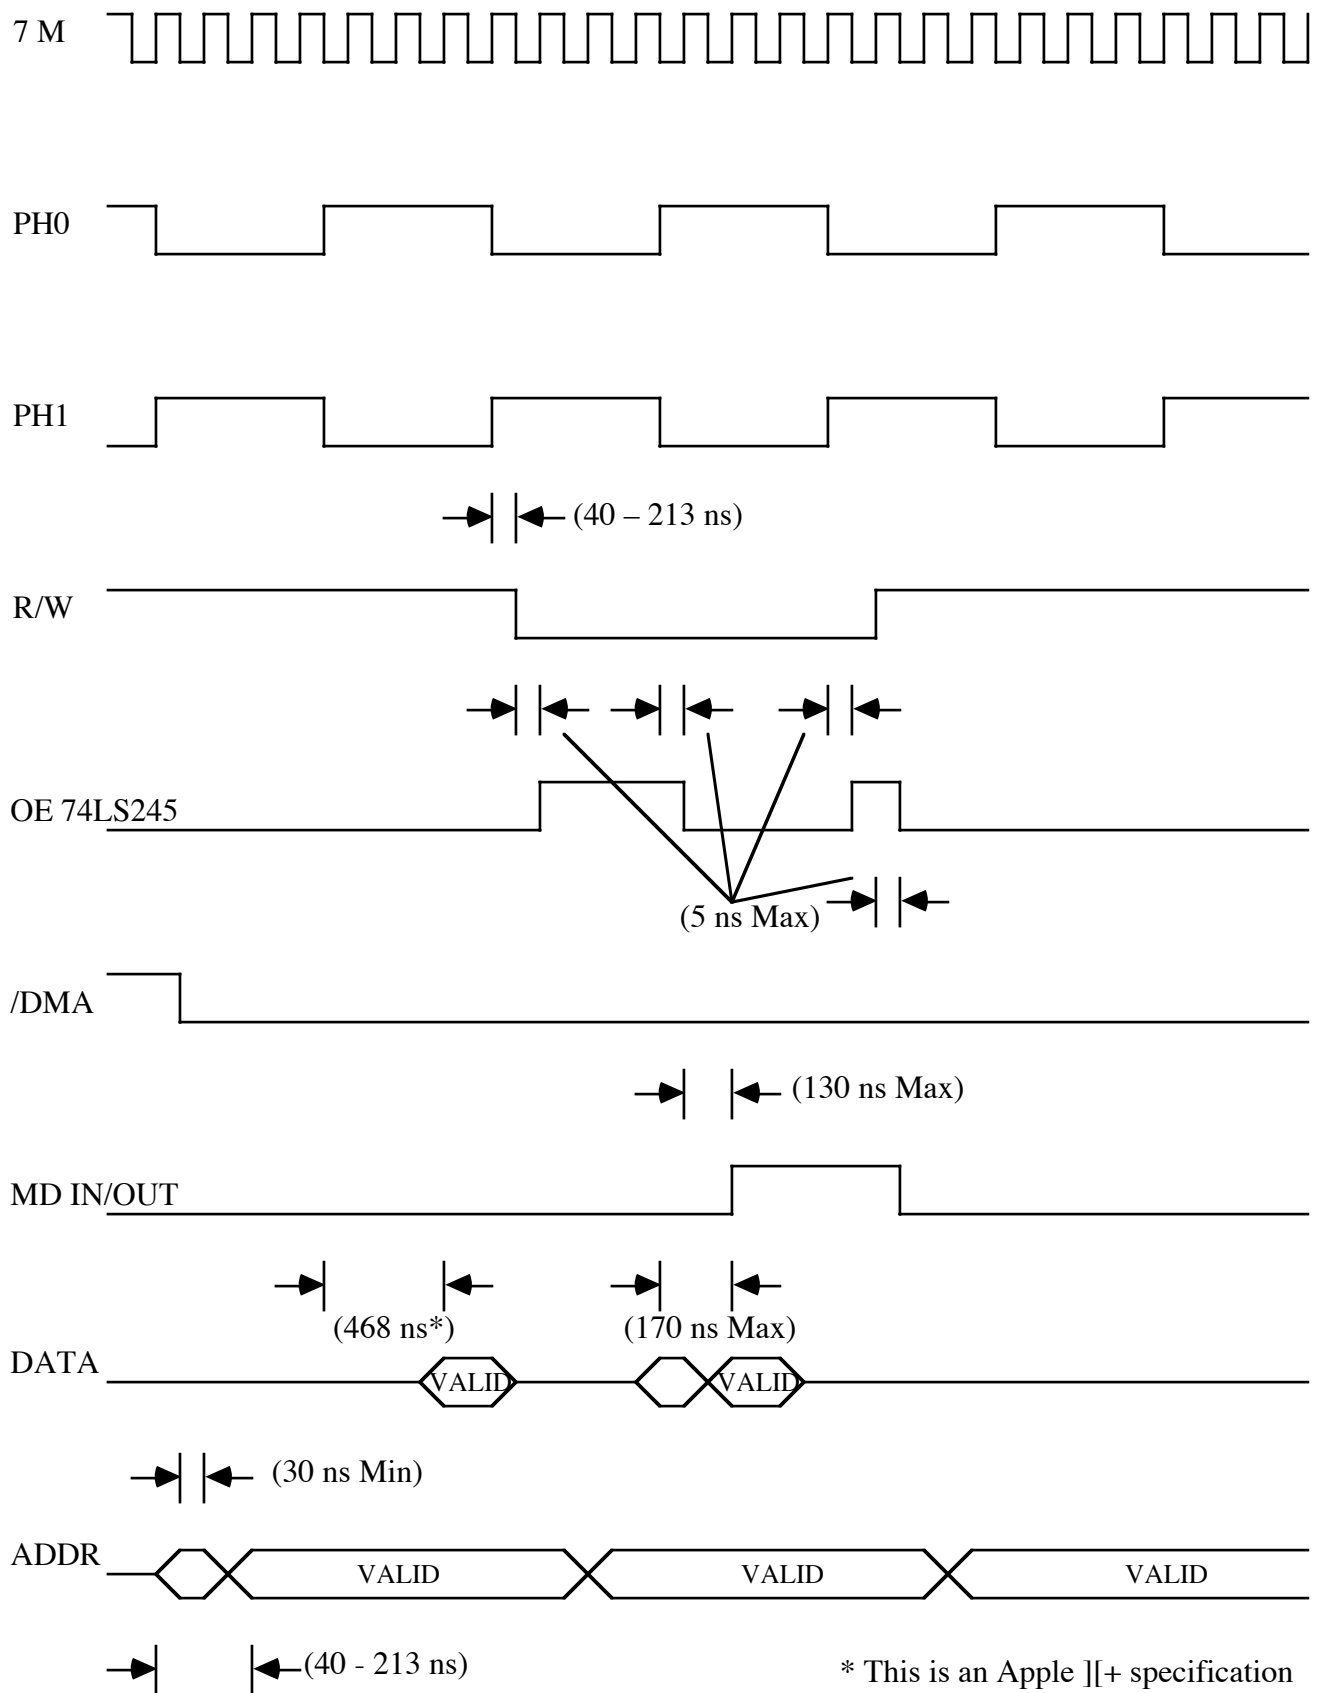 7 M
PH0
PH1
(40 – 213 ns)
R/W
OE 74LS245
(5 ns Max)
/DMA
(130 ns Max)
MD IN/OUT
(468 ns*)
(170 ns Max)
DATA
VALID
VALID
(30 ns Min)
ADDR
VALID
VALID
VALID
(40 - 213 ns)
* This is an Apple ][+ specification